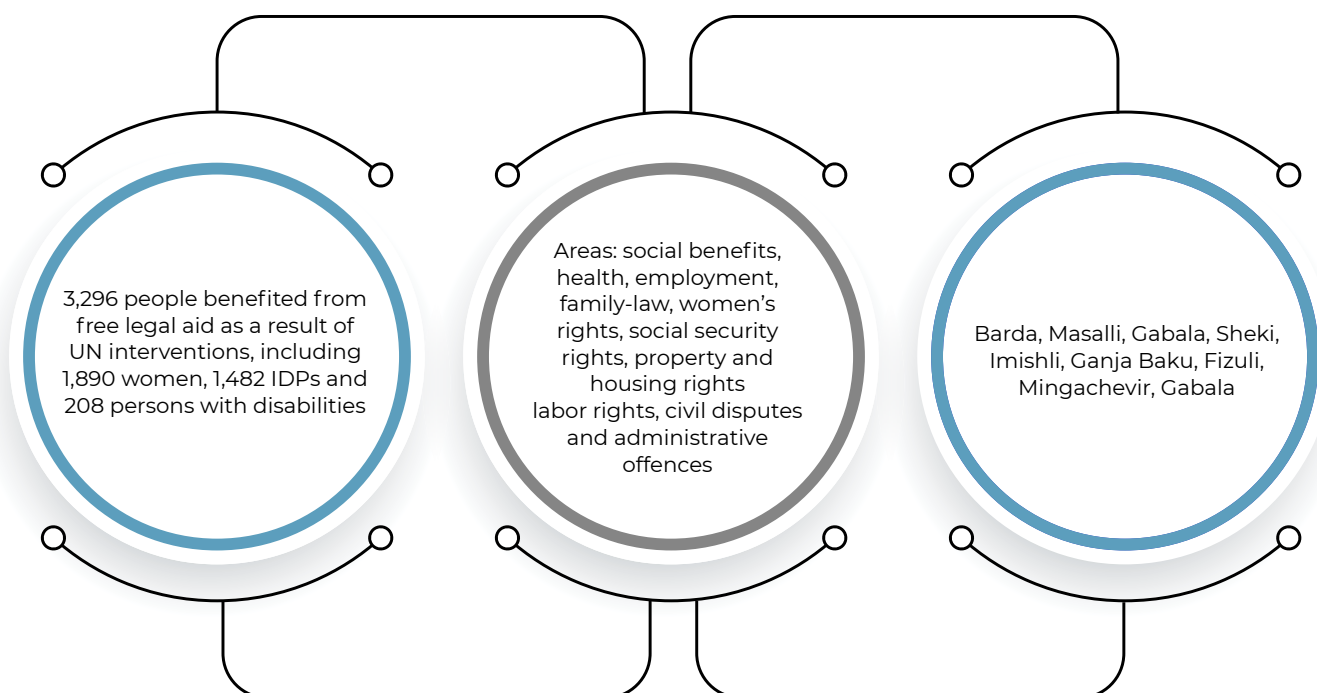 3,296 people benefited from
free legal aid as a result of
UN interventions, including
1,890 women, 1,482 IDPs and
208 persons with disabilities
Areas: social benefits,
health, employment,
family-law, women's
rights, social security
rights, property and
housing rights
labor rights, civil disputes
and administrative
offences
Barda, Masalli, Gabala, Sheki,
Imishli, Ganja Baku, Fizuli,
Mingachevir, Gabala